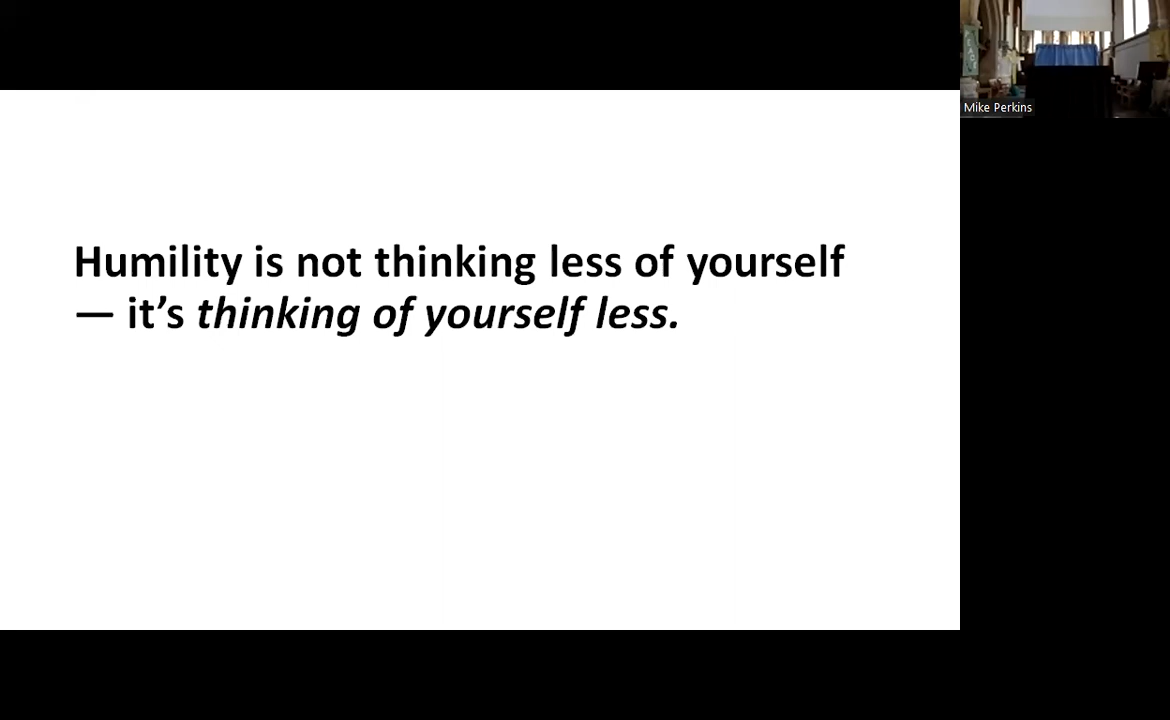 Humility is not thinking less of yourself
— it’s thinking of yourself less.
Mike Perkins